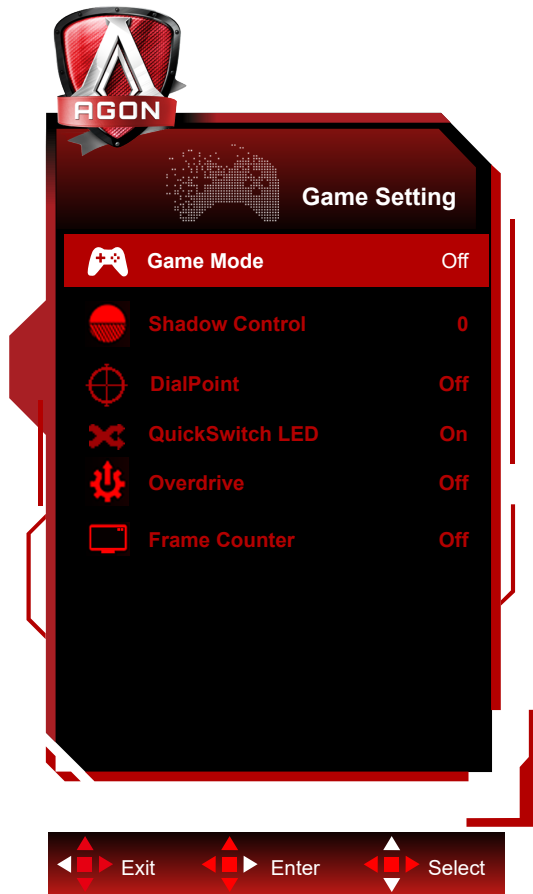 AGON
Game Setting
Game Mode Off
Shadow Control 0
DialPoint Off
QuickSwitch LED On
Overdrive Off
Frame Counter Off
Exit Enter Select